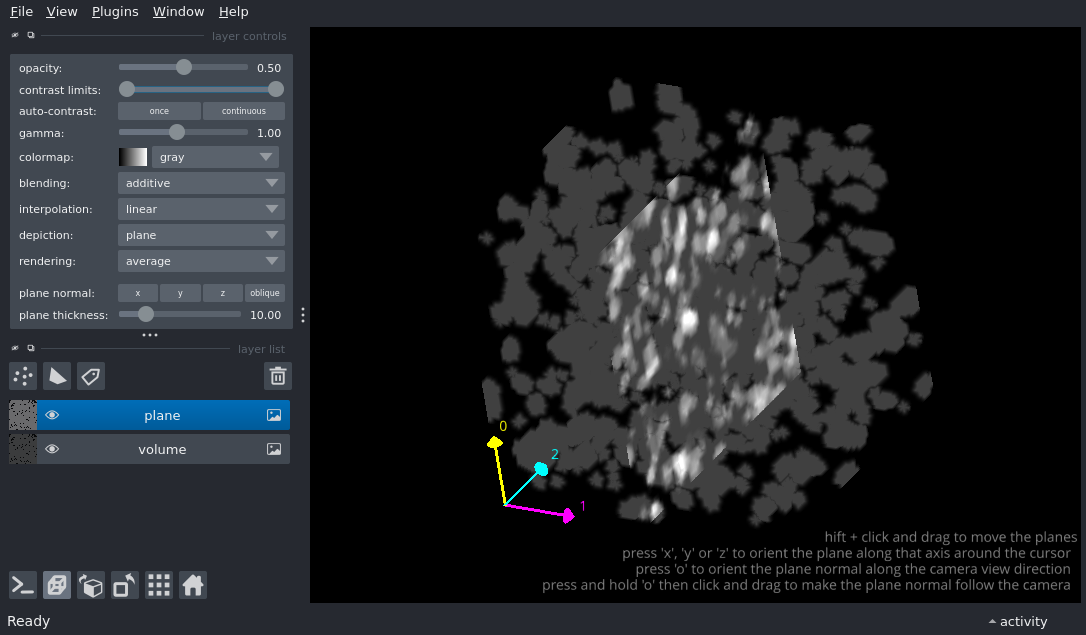 File View Plugins Window Help
layer controls
opacity: 0.50
contrast limits:
auto-contrast: once continuous
gamma: 1.00
colormap: gray
blending: additive
interpolation: linear
depiction: plane
rendering: average
plane normal: x y z oblique
plane thickness: 10.00
layer list
plane
volume
0
2
1
hift + click and drag to move the planes
press 'x', 'y' or 'z' to orient the plane along that axis around the cursor
press 'o' to orient the plane normal along the camera view direction
press and hold 'o' then click and drag to make the plane normal follow the camera
Ready
activity